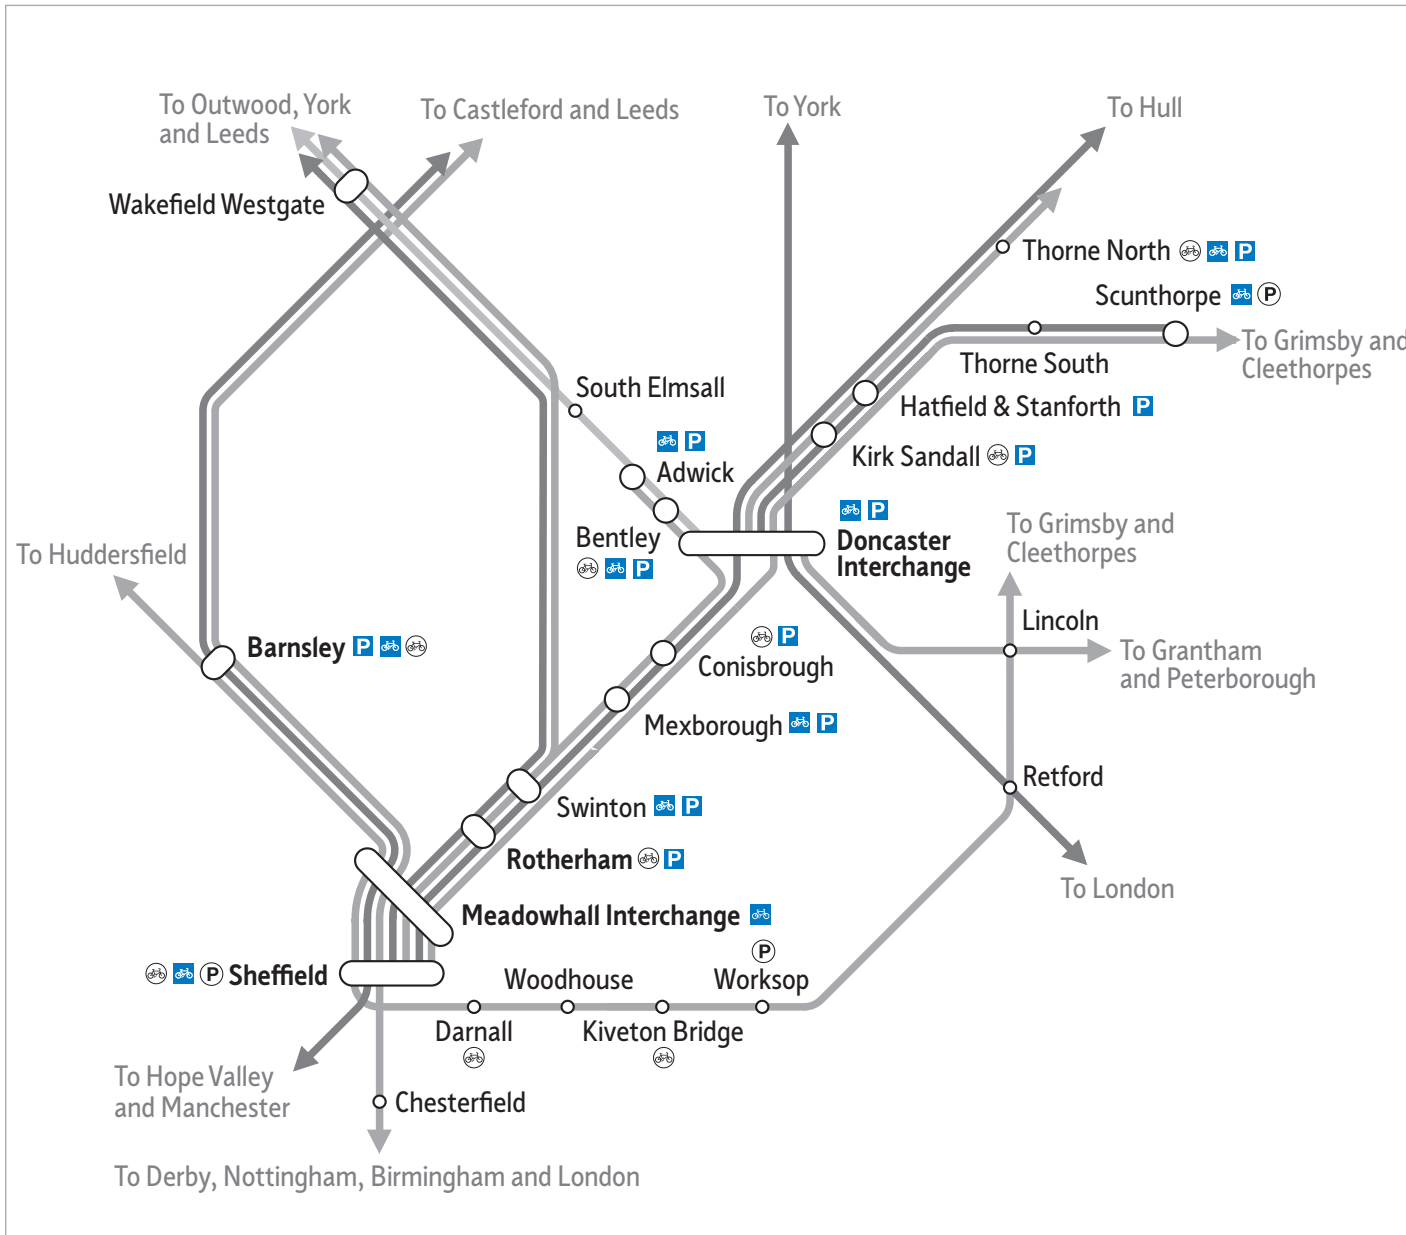 To Outwood, York
and Leeds
To Castleford and Leeds
To York
To Hull
Wakefield Westgate
Thorne North P
Scunthorpe P
To Grimsby and
Cleethorpes
Thorne South
South Elmsall
Hatfield & Stanforth P
P
Adwick
Kirk Sandall P
P
Doncaster
Interchange
Bentley
P
To Grimsby and
Cleethorpes
To Huddersfield
Lincoln
Barnsley P
P
Conisbrough
To Grantham
and Peterborough
Mexborough P
Retford
Swinton P
Rotherham P
To London
Meadowhall Interchange
P
P Sheffield
Woodhouse
Worksop
Darnall
Kiveton Bridge
To Hope Valley
and Manchester
Chesterfield
To Derby, Nottingham, Birmingham and London